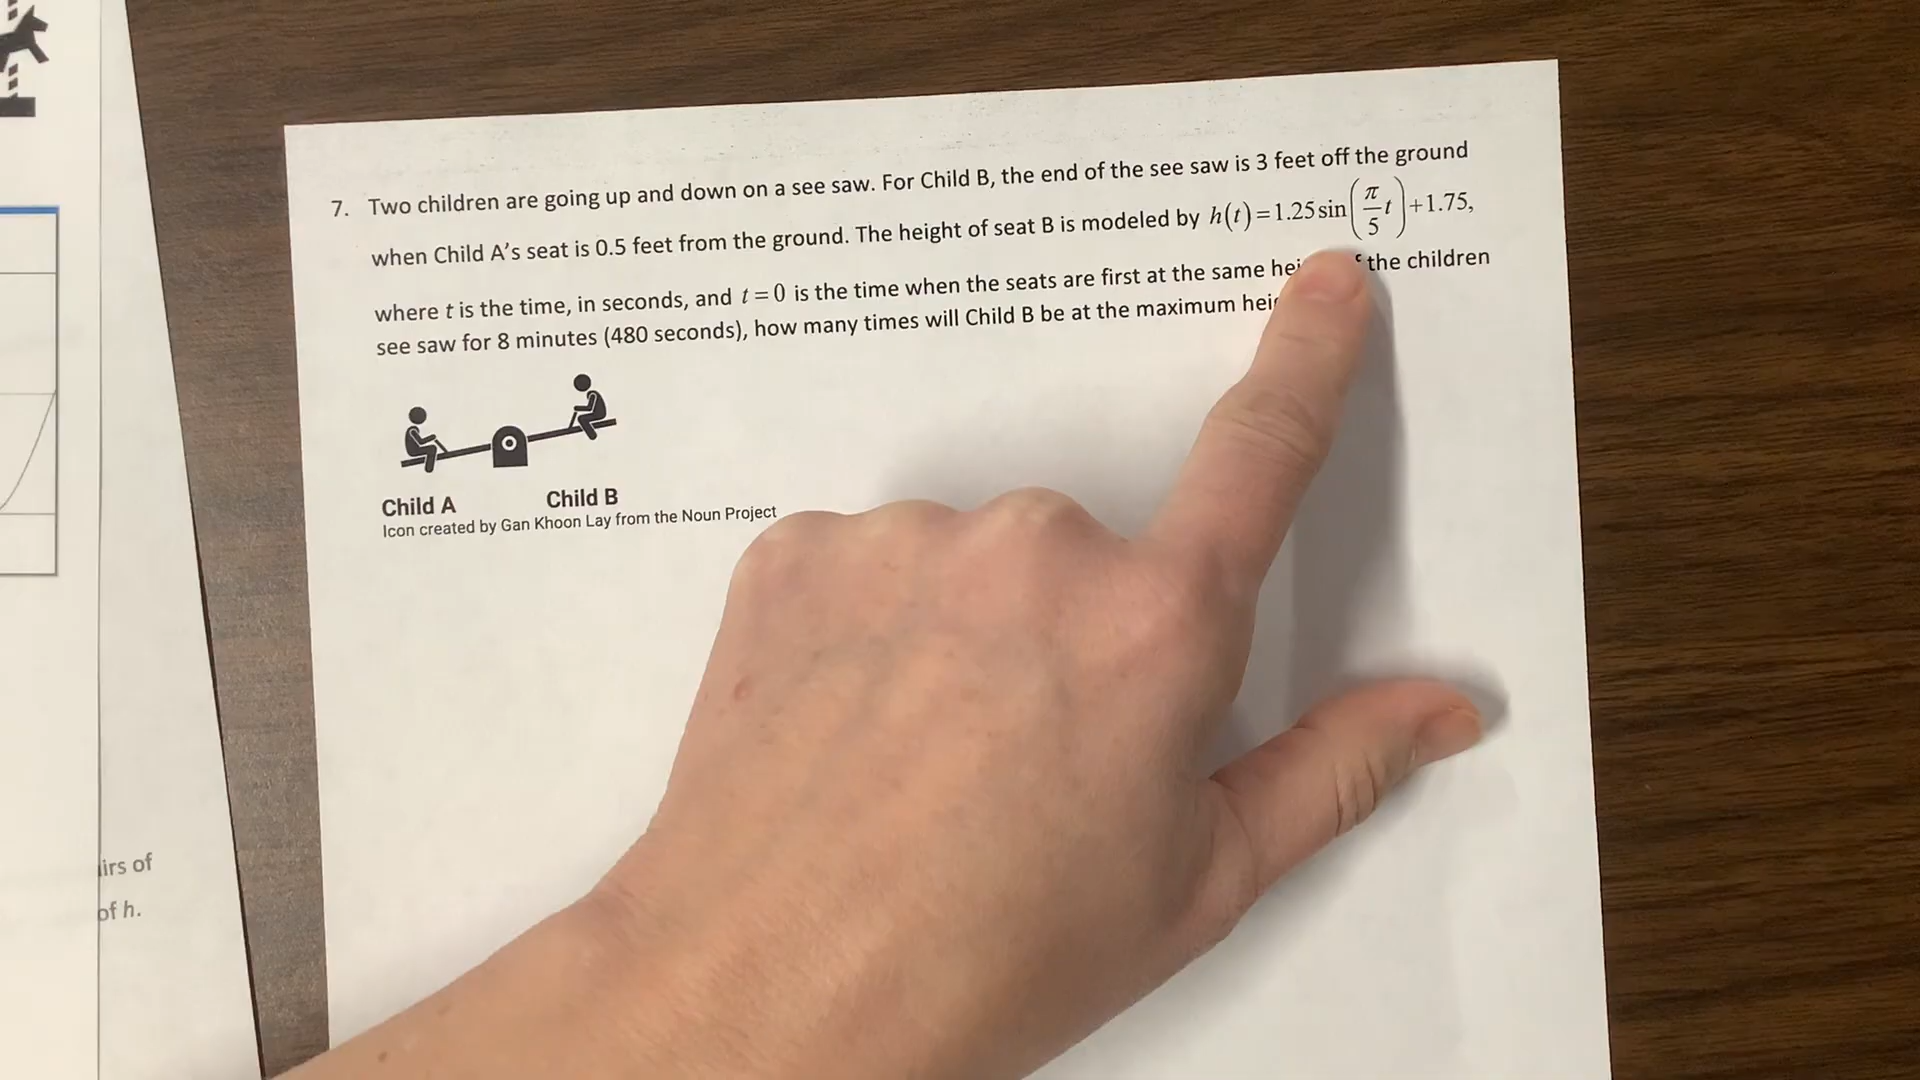 7. Two children are going up and down on a see saw. For Child B, the end of the see saw is 3 feet off the ground
when Child A's seat is 0.5 feet from the ground. The height of seat B is modeled by h(t)=1.25sin(π/5 t)+1.75,
where t is the time, in seconds, and t=0 is the time when the seats are first at the same the children
see saw for 8 minutes (480 seconds), how many times will Child B be at the maximum
Child A Child B
Icon created by Gan Khoon Lay from the Noun Project
irs of
of h.